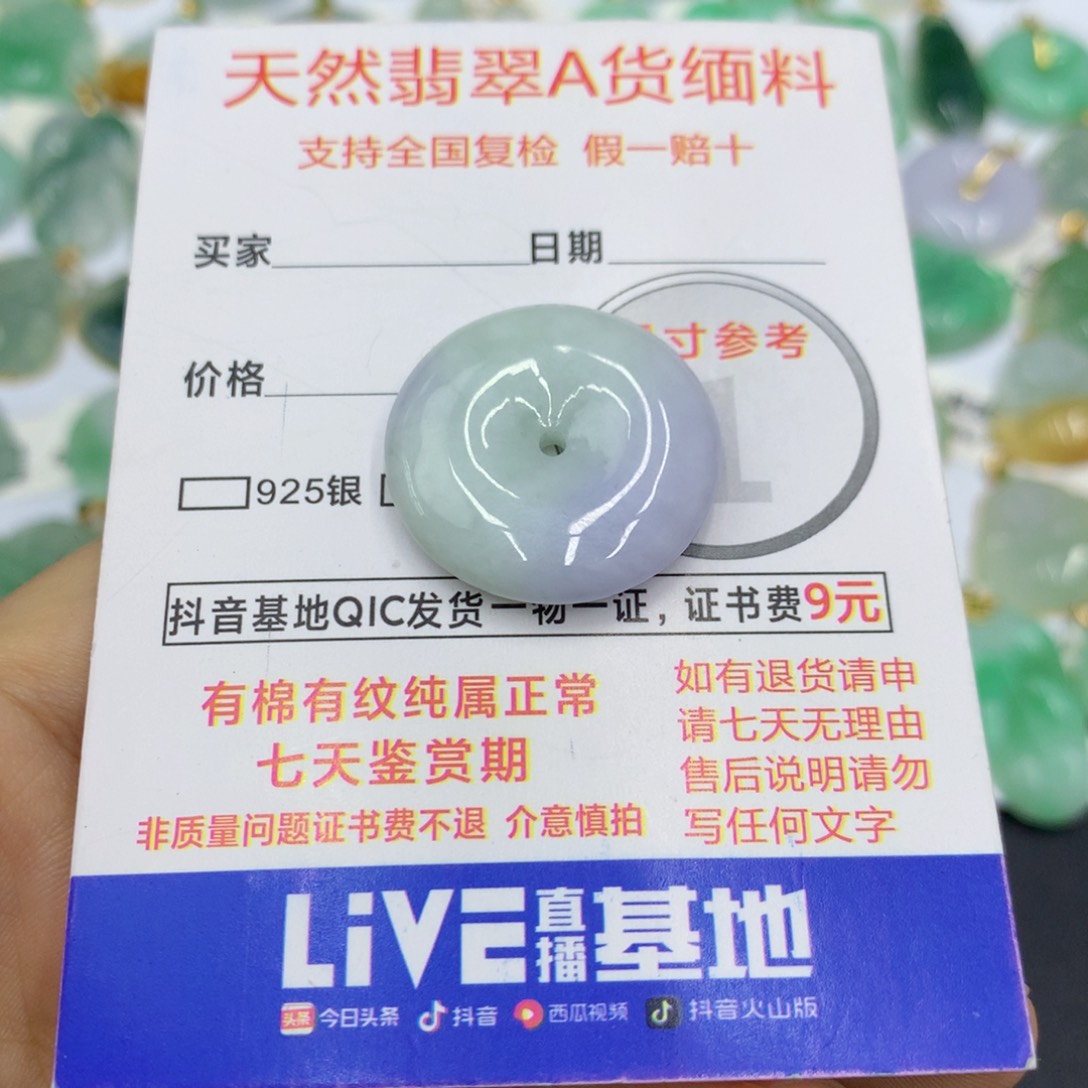 天然翡翠A货缅料
支持全国复检 假一赔十
买家 日期
寸参考
价格
1
925银
抖音基地QIC发货一物一证，证书费9元
有棉有纹纯属正常
七天鉴赏期
非质量问题证书费不退 介意慎拍
如有退货请申
请七天无理由
售后说明请勿
写任何文字
LiVE直播基地
头条 今日头条 抖音 西瓜视频 抖音火山版